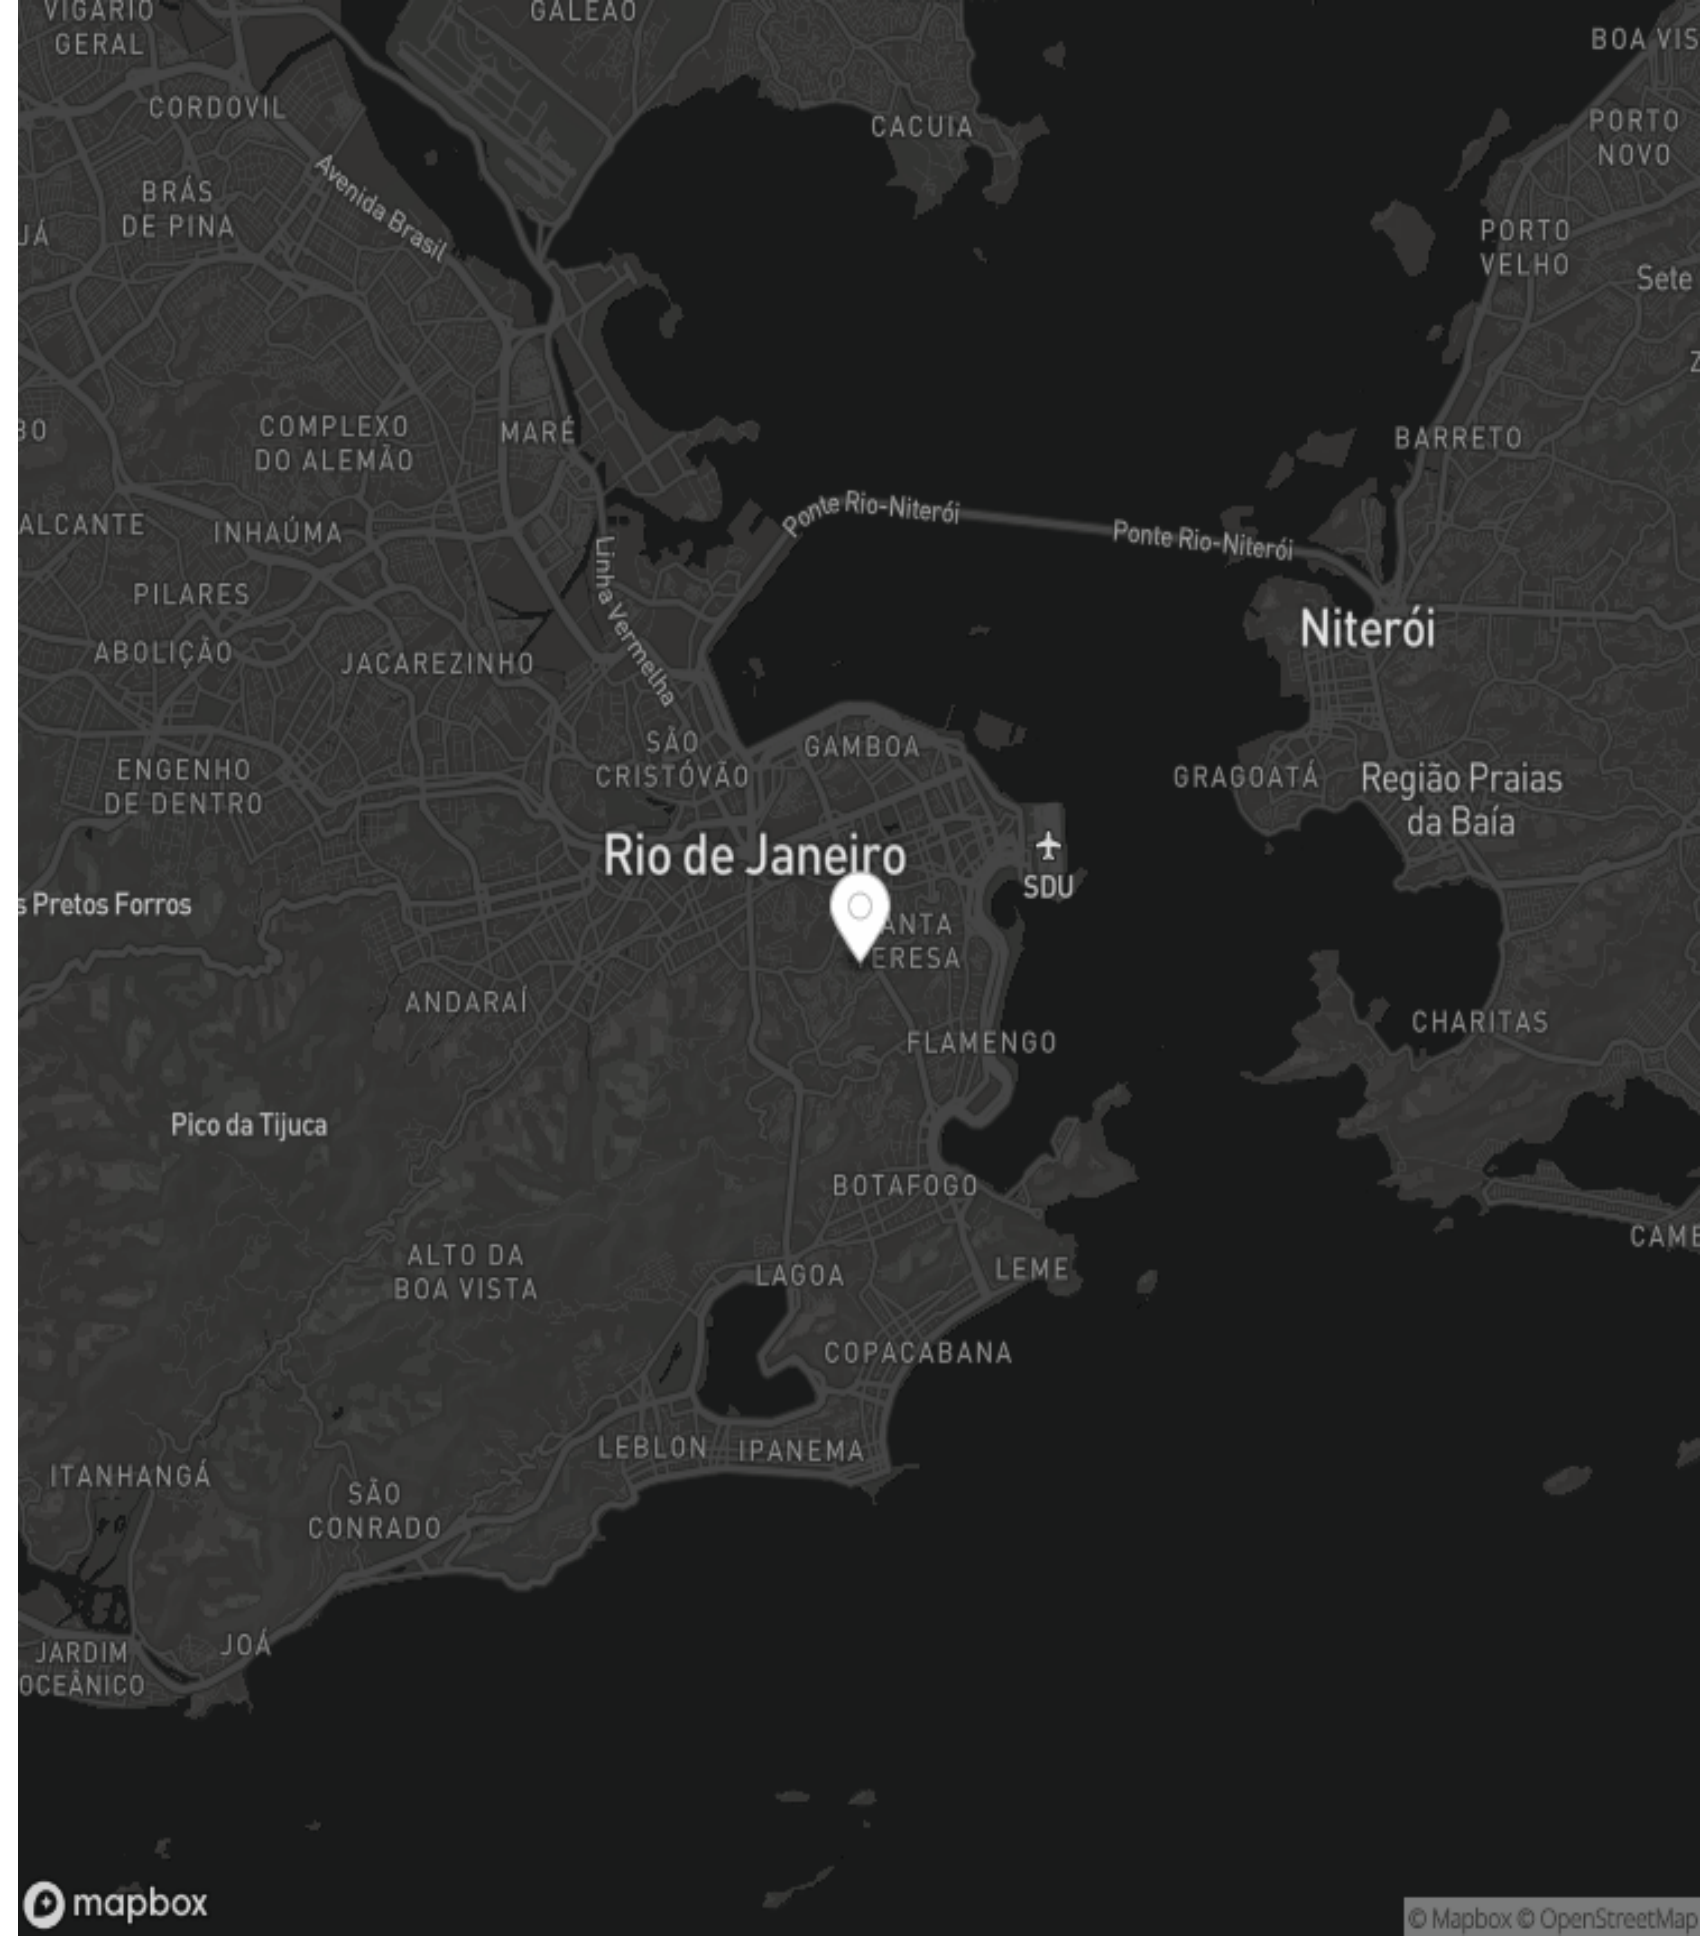 VIGÁRIO
GERAL
GALEÃO
BOA VIS
CORDOVIL
CACUIA
PORTO
NOVO
Avenida Brasil
BRÁS
DE PINA
JÁ
PORTO
VELHO
Sete
Z
COMPLEXO
DO ALEMÃO
MARÉ
BO
BARRETO
ALCANTE
INHAÚMA
Ponte Rio-Niterói
Ponte Rio-Niterói
Linha Vermelha
PILARES
ABOLIÇÃO
JACAREZINHO
Niterói
SÃO
CRISTÓVÃO
GAMBOA
ENGENHO
DE DENTRO
GRAGOATÁ
Região Praias
da Baía
Rio de Janeiro
SDU
s Pretos Forros
ANTA
ERESA
ANDARAÍ
FLAMENGO
CHARITAS
Pico da Tijuca
BOTAFOGO
CAMB
ALTO DA
BOA VISTA
LAGOA
LEME
COPACABANA
LEBLON
IPANEMA
ITANHANGÁ
SÃO
CONRADO
JOÁ
JARDIM
OCEÂNICO
mapbox
© Mapbox © OpenStreetMap